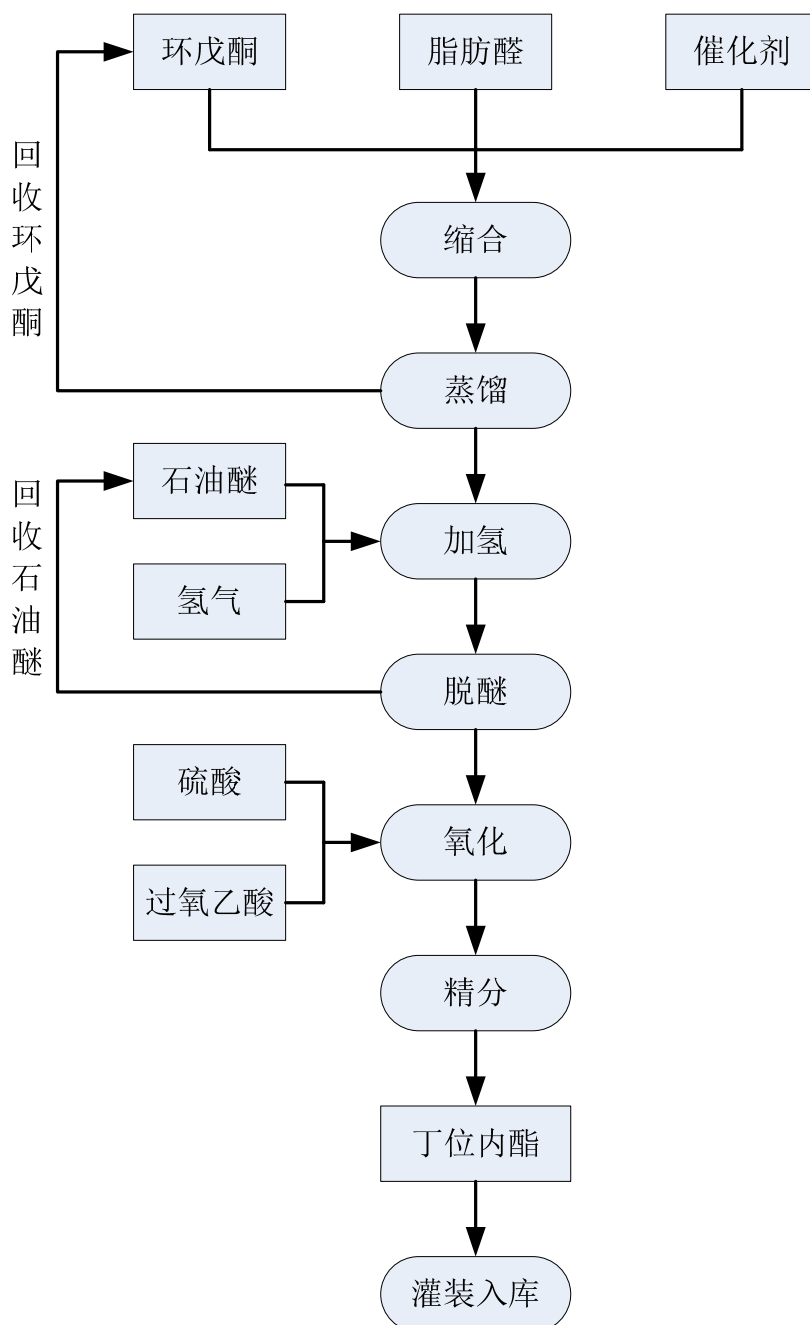 环戊酮
脂肪醛
催化剂
回收环戊酮
缩合
蒸馏
石油醚
回收石油醚
加氢
氢气
脱醚
硫酸
氧化
过氧乙酸
精分
丁位内酯
灌装入库